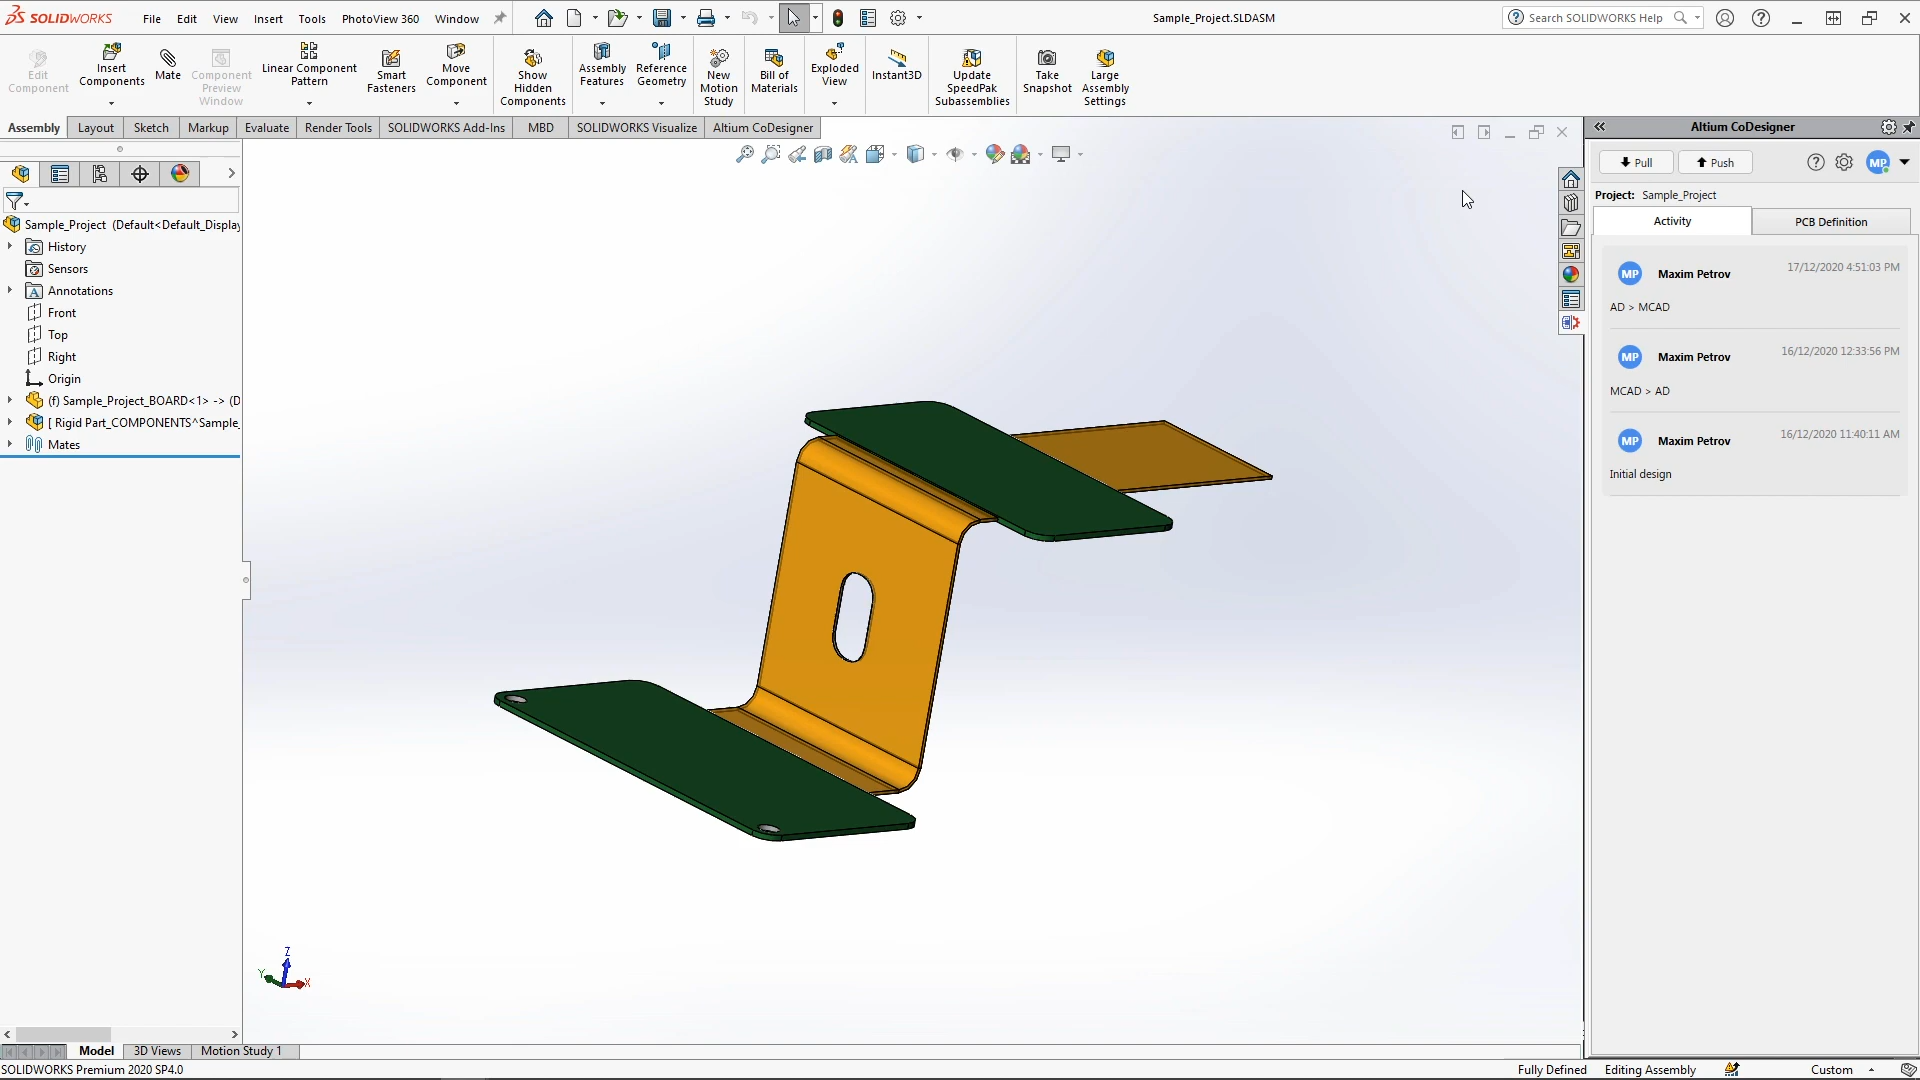 SOLIDWORKS File Edit View Insert Tools PhotoView 360 Window Sample_Project.SLDASM Search SOLIDWORKS Help
Edit Component
Insert Components
Mate
Component Preview Window
Linear Component Pattern
Smart Fasteners
Move Component
Show Hidden Components
Assembly Features
Reference Geometry
New Motion Study
Bill of Materials
Exploded View
Instant3D
Update SpeedPak Subassemblies
Take Snapshot
Large Assembly Settings
Assembly Layout Sketch Markup Evaluate Render Tools SOLIDWORKS Add-Ins MBD SOLIDWORKS Visualize Altium CoDesigner
Sample_Project (Default<Default_Display
History
Sensors
Annotations
Front
Top
Right
Origin
(f) Sample_Project_BOARD<1> -> (D
[ Rigid Part_COMPONENTS^Sample_
Mates
Z
Y
X
Altium CoDesigner
Pull Push MP
Project: Sample_Project
Activity PCB Definition
MP Maxim Petrov 17/12/2020 4:51:03 PM
AD > MCAD
MP Maxim Petrov 16/12/2020 12:33:56 PM
MCAD > AD
MP Maxim Petrov 16/12/2020 11:40:11 AM
Initial design
Model 3D Views Motion Study 1
SOLIDWORKS Premium 2020 SP4.0 Fully Defined Editing Assembly Custom